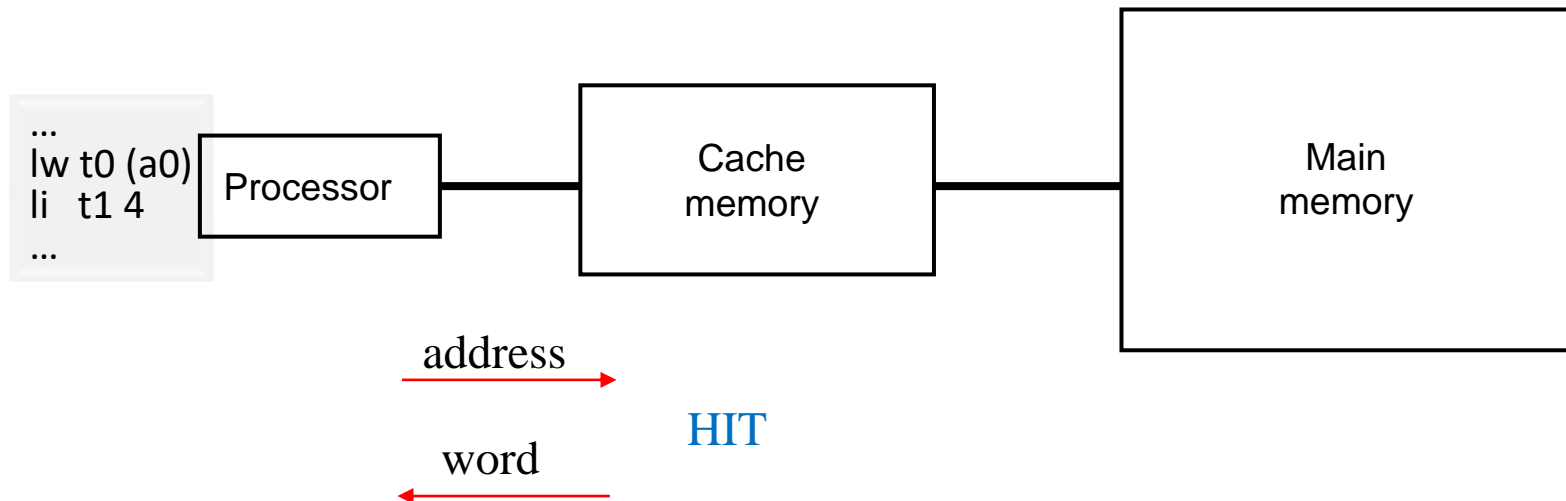 ...
lw t0 (a0)
li t1 4
...
Processor
Cache
memory
Main
memory
address
HIT
word